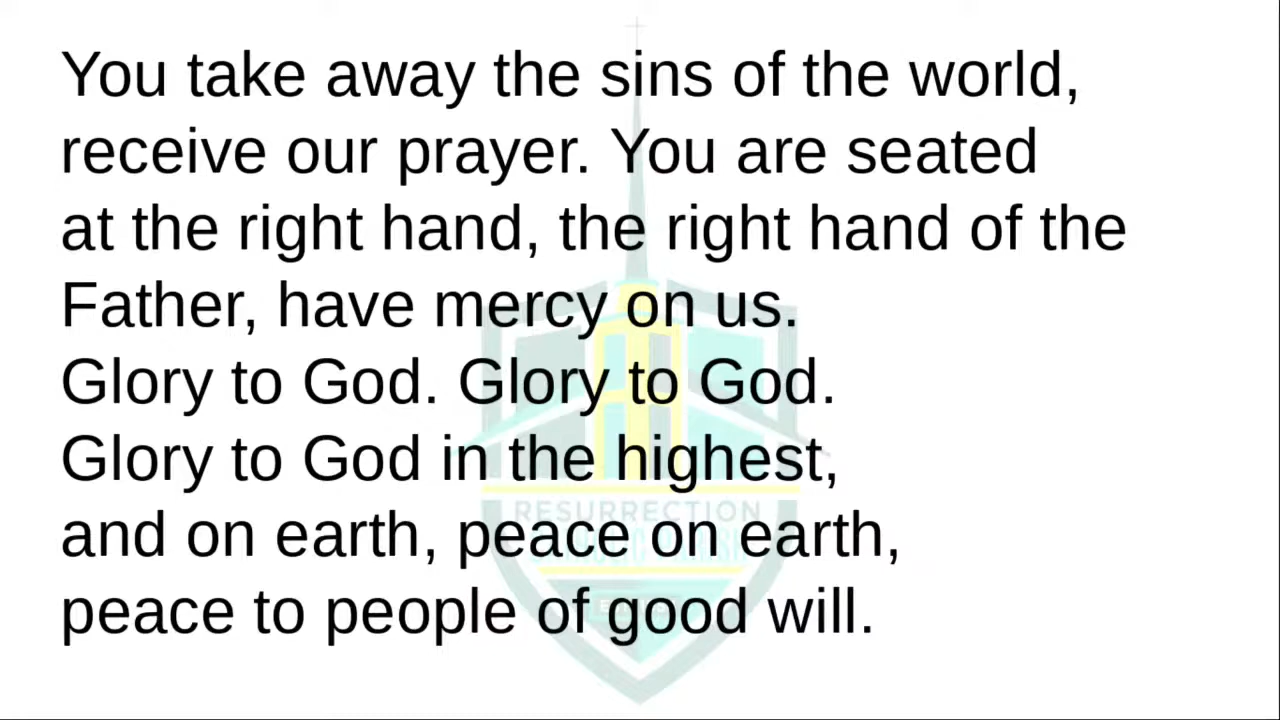 You take away the sins of the world,
receive our prayer. You are seated
at the right hand, the right hand of the
Father, have mercy on us.
Glory to God. Glory to God.
Glory to God in the highest,
RESURRECTION
and on earth, peace on earth,
peace to people of good will.